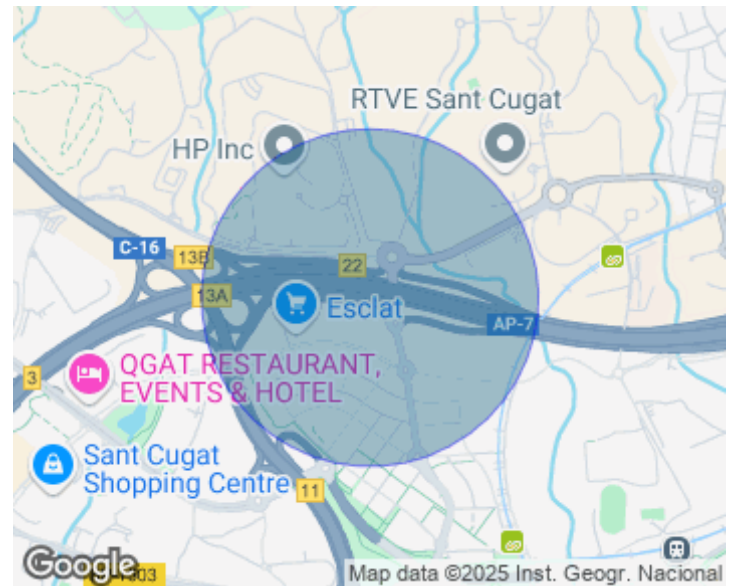 RTVE Sant Cugat
HP Inc
C-16
13B
22
13A
Esclat
AP-7
QGAT RESTAURANT,
EVENTS & HOTEL
3
Sant Cugat
Shopping Centre
11
Google
Map data ©2025 Inst. Geogr. Nacional